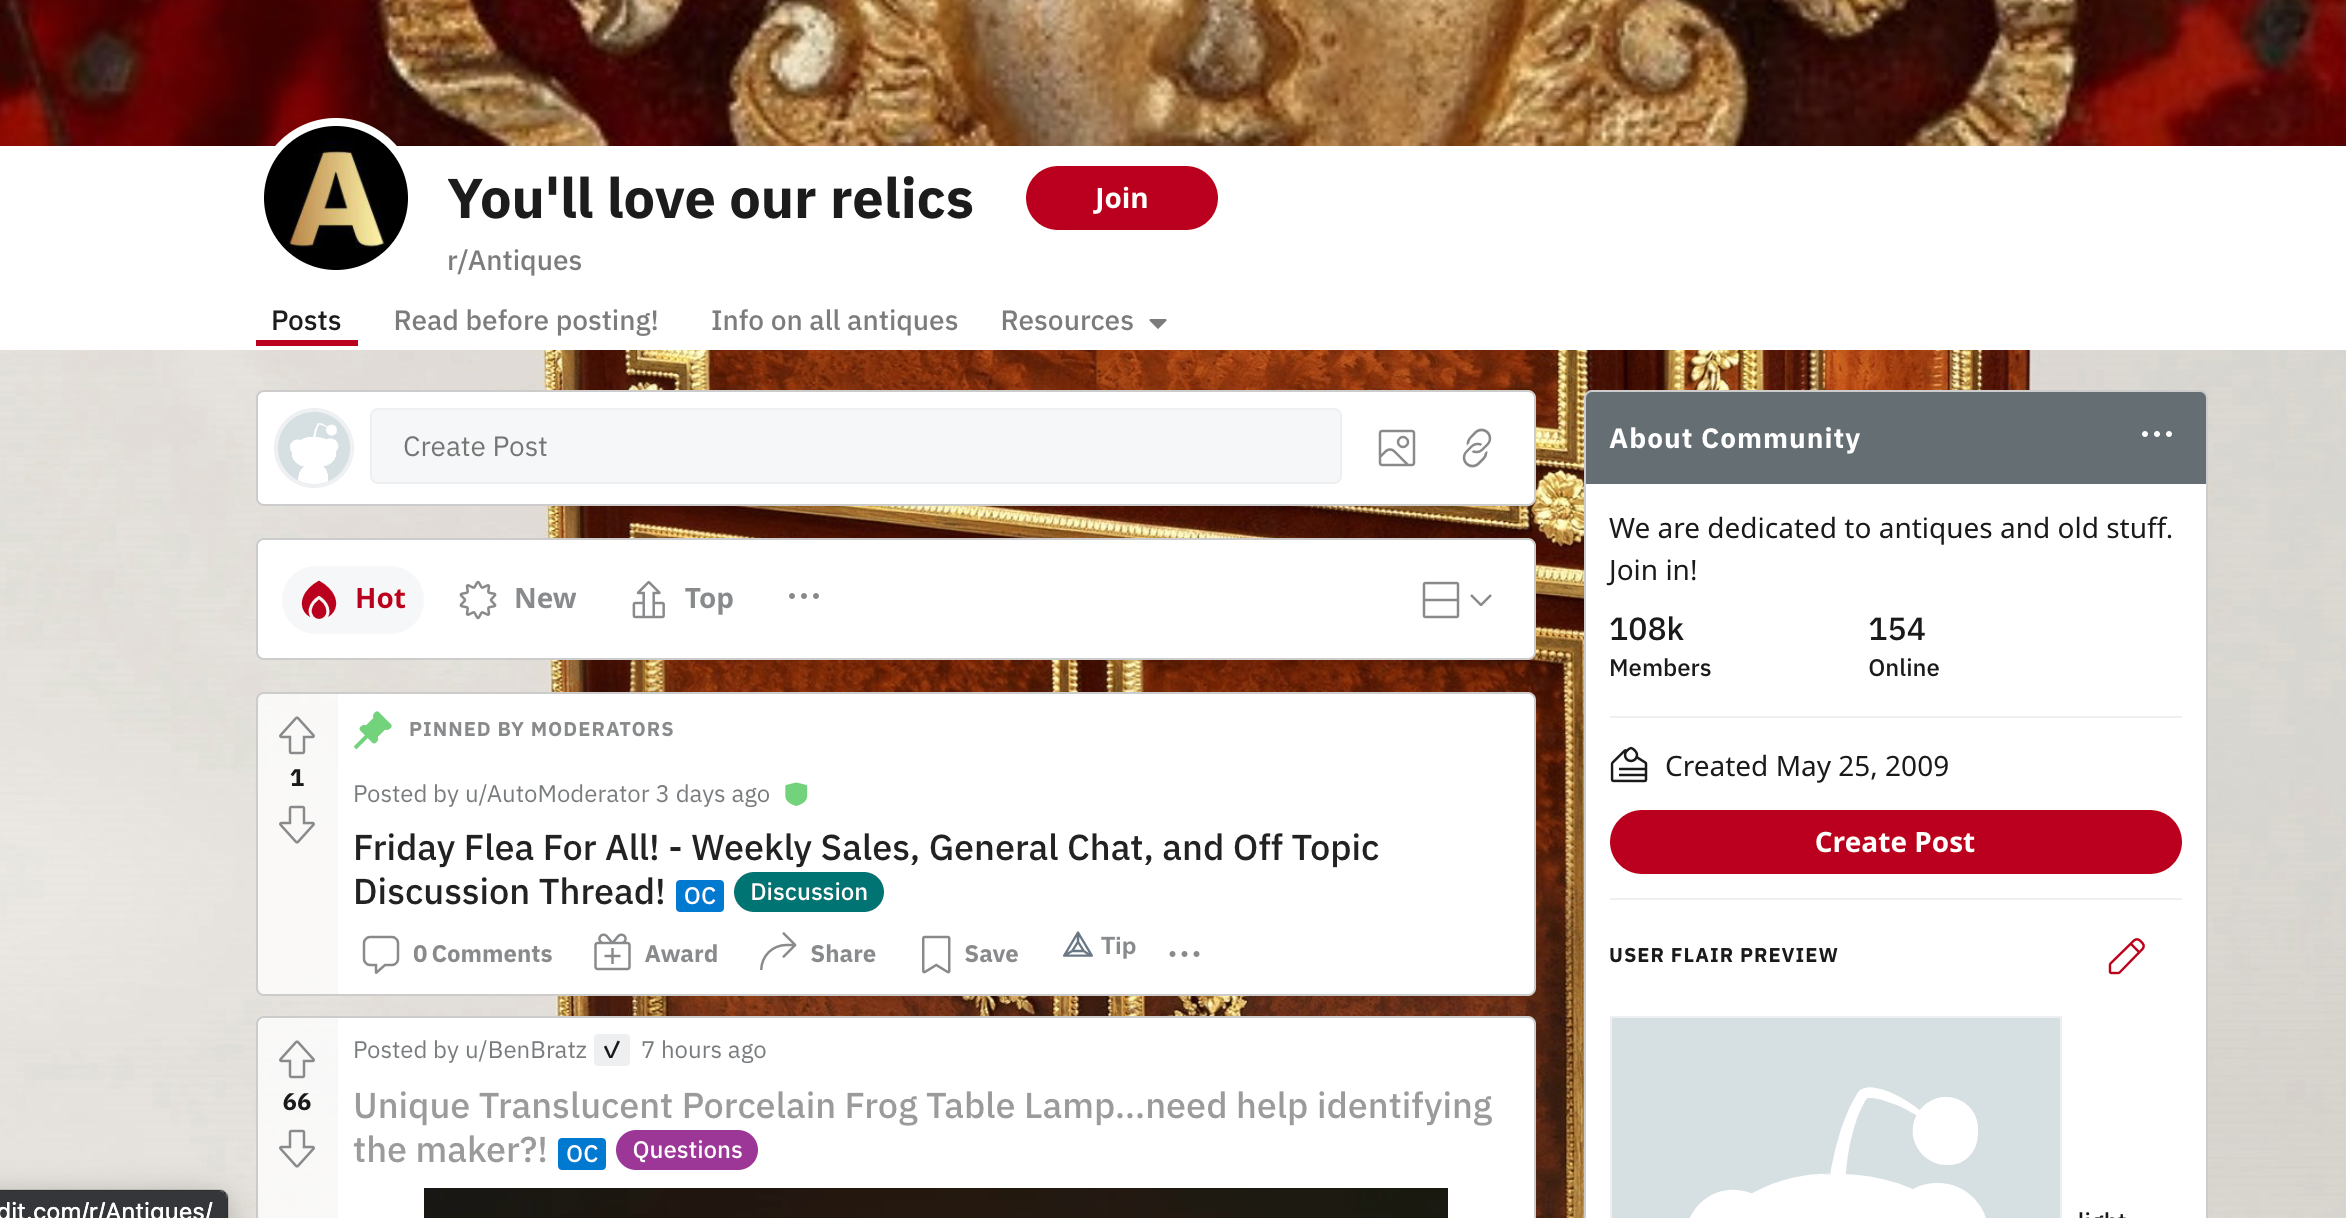 A
You'll love our relics
Join
r/Antiques
Posts
Read before posting!
Info on all antiques
Resources
Create Post
Hot
New
Top
PINNED BY MODERATORS
1
Posted by u/AutoModerator 3 days ago
Friday Flea For All! - Weekly Sales, General Chat, and Off Topic
Discussion Thread! OC Discussion
0 Comments
Award
Share
Save
Tip
Posted by u/BenBratz ✓ 7 hours ago
66
Unique Translucent Porcelain Frog Table Lamp...need help identifying
the maker?! OC Questions
dit.com/r/Antiques/
About Community
We are dedicated to antiques and old stuff.
Join in!
108k
Members
154
Online
Created May 25, 2009
Create Post
USER FLAIR PREVIEW